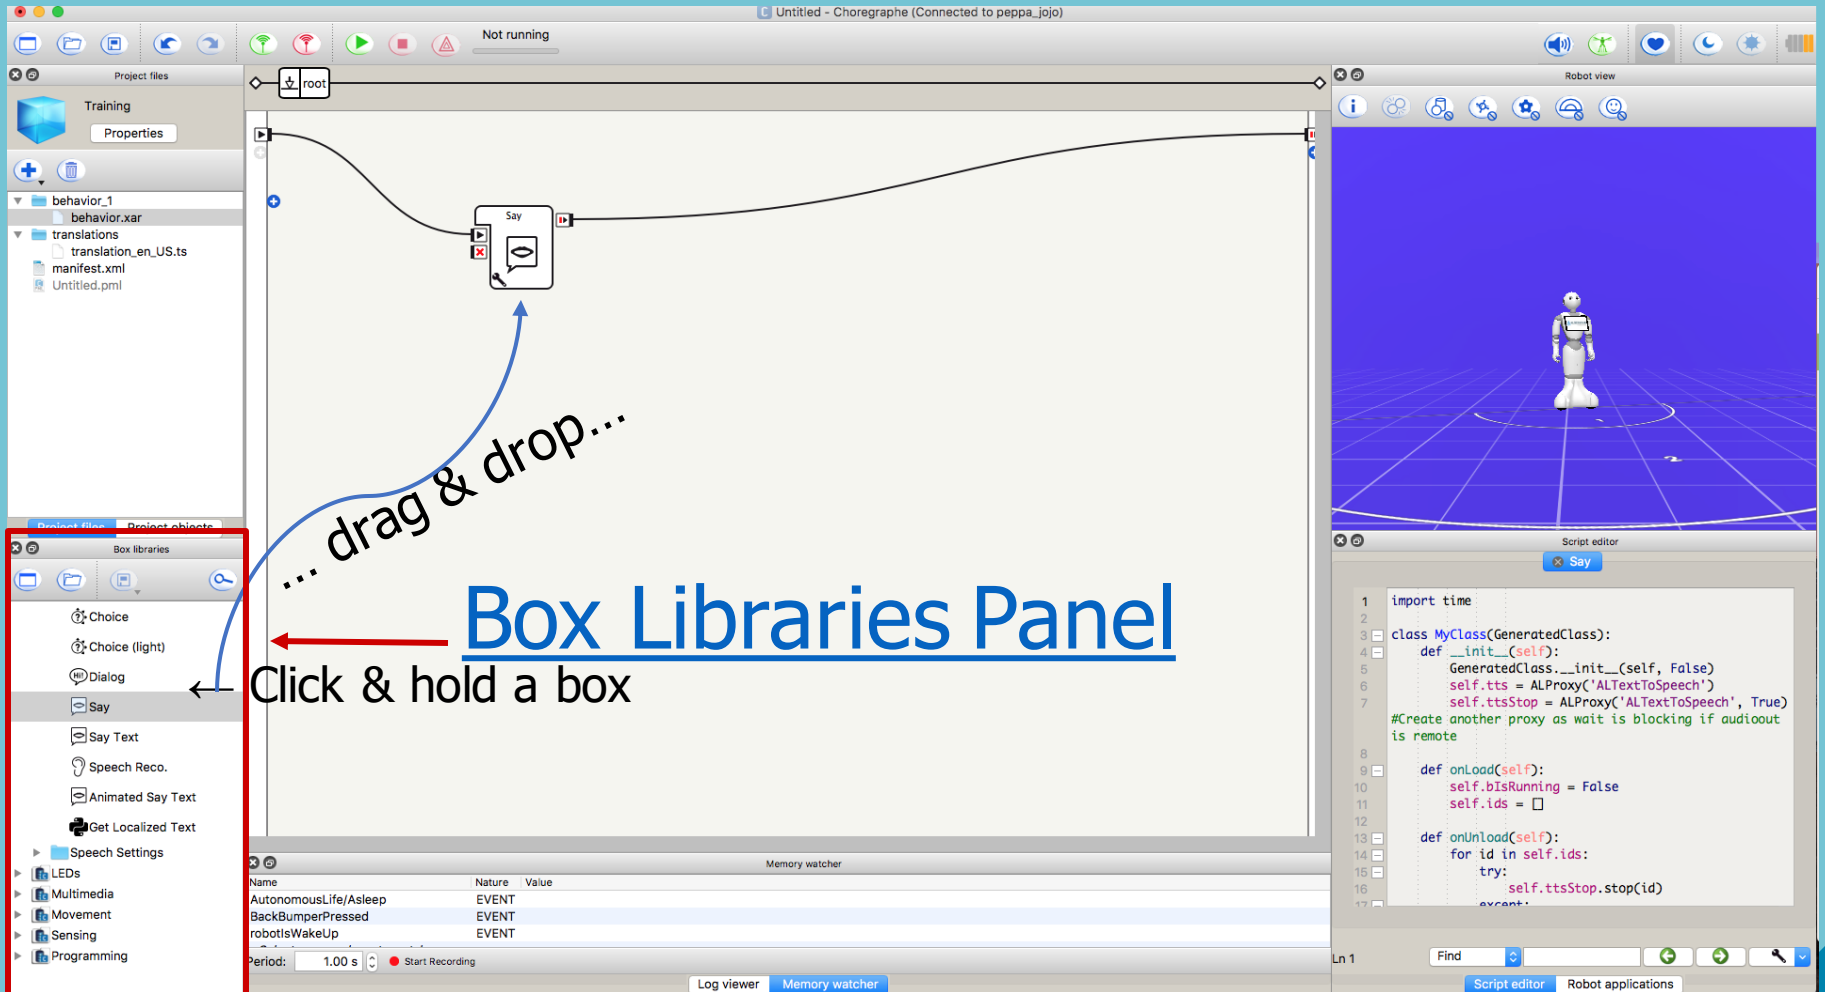 Untitled - Choregraphe (Connected to peppa_jojo)
Not running
Project files
Training
Properties
behavior_1
behavior.xar
translations
translation_en_US.ts
manifest.xml
Untitled.pml
Project files Project objects
Box libraries
Choice
Choice (light)
Dialog
Say
Say Text
Speech Reco.
Animated Say Text
Get Localized Text
Speech Settings
LEDs
Multimedia
Movement
Sensing
Programming
root
Say
... drag & drop...
Box Libraries Panel
← Click & hold a box
Memory watcher
Name Nature Value
AutonomousLife/Asleep EVENT
BackBumperPressed EVENT
robotIsWakeUp EVENT
Period: 1.00 s Start Recording
Log viewer Memory watcher
Robot view
Script editor
Say
1 import time
2
3 class MyClass(GeneratedClass):
4 def __init__(self):
5 GeneratedClass.__init__(self, False)
6 self.tts = ALProxy('ALTextToSpeech')
7 self.ttsStop = ALProxy('ALTextToSpeech', True)
#Create another proxy as wait is blocking if audioout
is remote
8
9 def onLoad(self):
10 self.bIsRunning = False
11 self.ids = []
12
13 def onUnload(self):
14 for id in self.ids:
15 try:
16 self.ttsStop.stop(id)
17 except:
Ln 1 Find
Script editor Robot applications